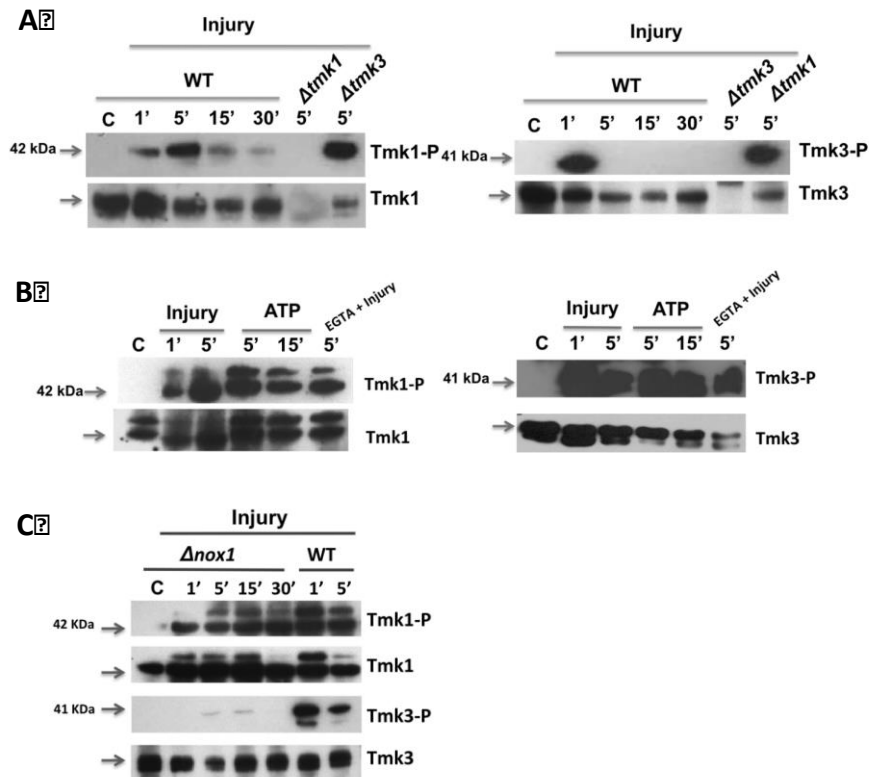 A⍰
Injury
WT
Δtmk1
Δtmk3
C 1' 5' 15' 30' 5' 5'
42 kDa
Tmk1-P
Tmk1
Injury
WT
Δtmk3
Δtmk1
C 1' 5' 15' 30' 5' 5'
41 kDa
Tmk3-P
Tmk3
B⍰
Injury ATP EGTA + Injury
C 1' 5' 5' 15' 5'
42 kDa
Tmk1-P
Tmk1
Injury ATP EGTA + Injury
C 1' 5' 5' 15' 5'
41 kDa
Tmk3-P
Tmk3
C⍰
Injury
Δnox1 WT
C 1' 5' 15' 30' 1' 5'
42 KDa
Tmk1-P
Tmk1
41 KDa
Tmk3-P
Tmk3